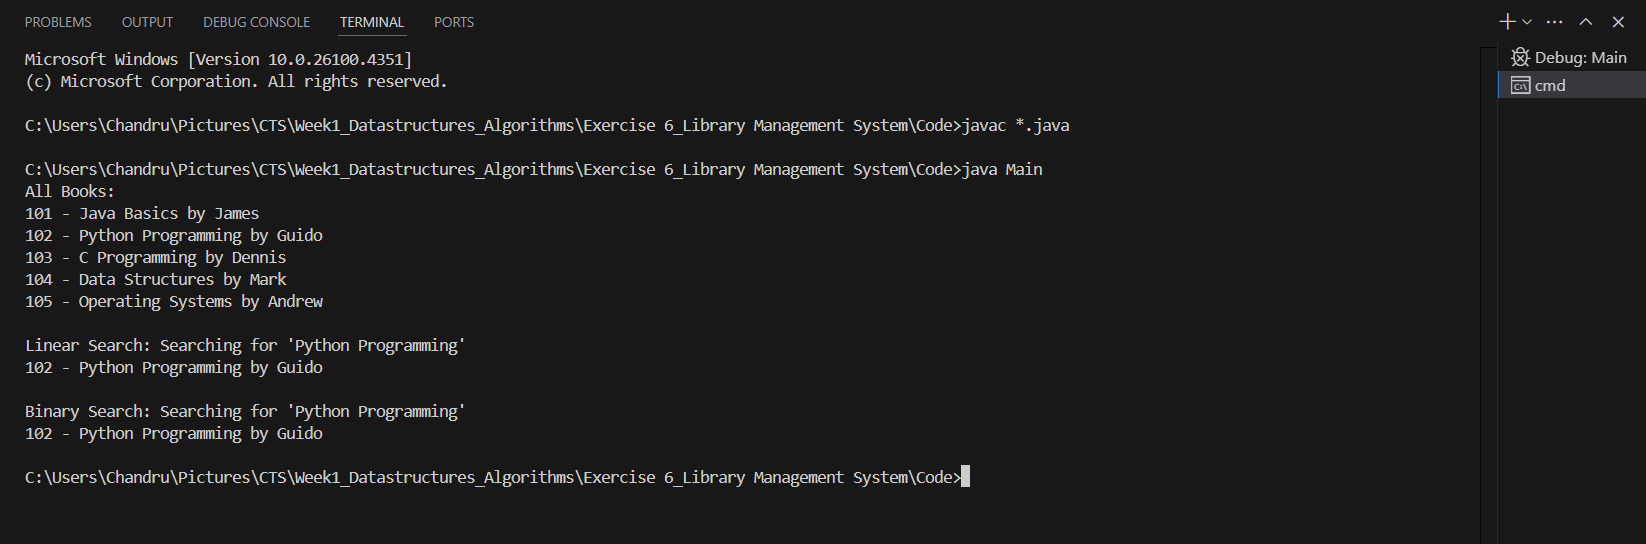 PROBLEMS OUTPUT DEBUG CONSOLE TERMINAL PORTS
Microsoft Windows [Version 10.0.26100.4351]
(c) Microsoft Corporation. All rights reserved.
C:\Users\Chandru\Pictures\CTS\Week1_Datastructures_Algorithms\Exercise 6_Library Management System\Code>javac *.java
C:\Users\Chandru\Pictures\CTS\Week1_Datastructures_Algorithms\Exercise 6_Library Management System\Code>java Main
All Books:
101 - Java Basics by James
102 - Python Programming by Guido
103 - C Programming by Dennis
104 - Data Structures by Mark
105 - Operating Systems by Andrew
Linear Search: Searching for 'Python Programming'
102 - Python Programming by Guido
Binary Search: Searching for 'Python Programming'
102 - Python Programming by Guido
C:\Users\Chandru\Pictures\CTS\Week1_Datastructures_Algorithms\Exercise 6_Library Management System\Code>
Debug: Main
cmd